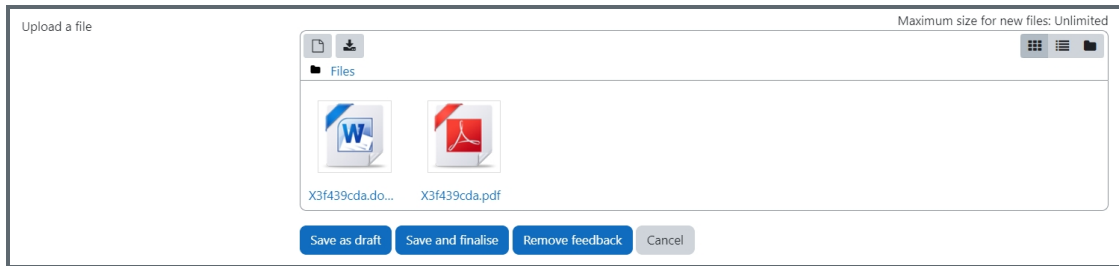 Upload a file
Maximum size for new files: Unlimited
Files
W
X3f439cda.do...
X3f439cda.pdf
Save as draft
Save and finalise
Remove feedback
Cancel